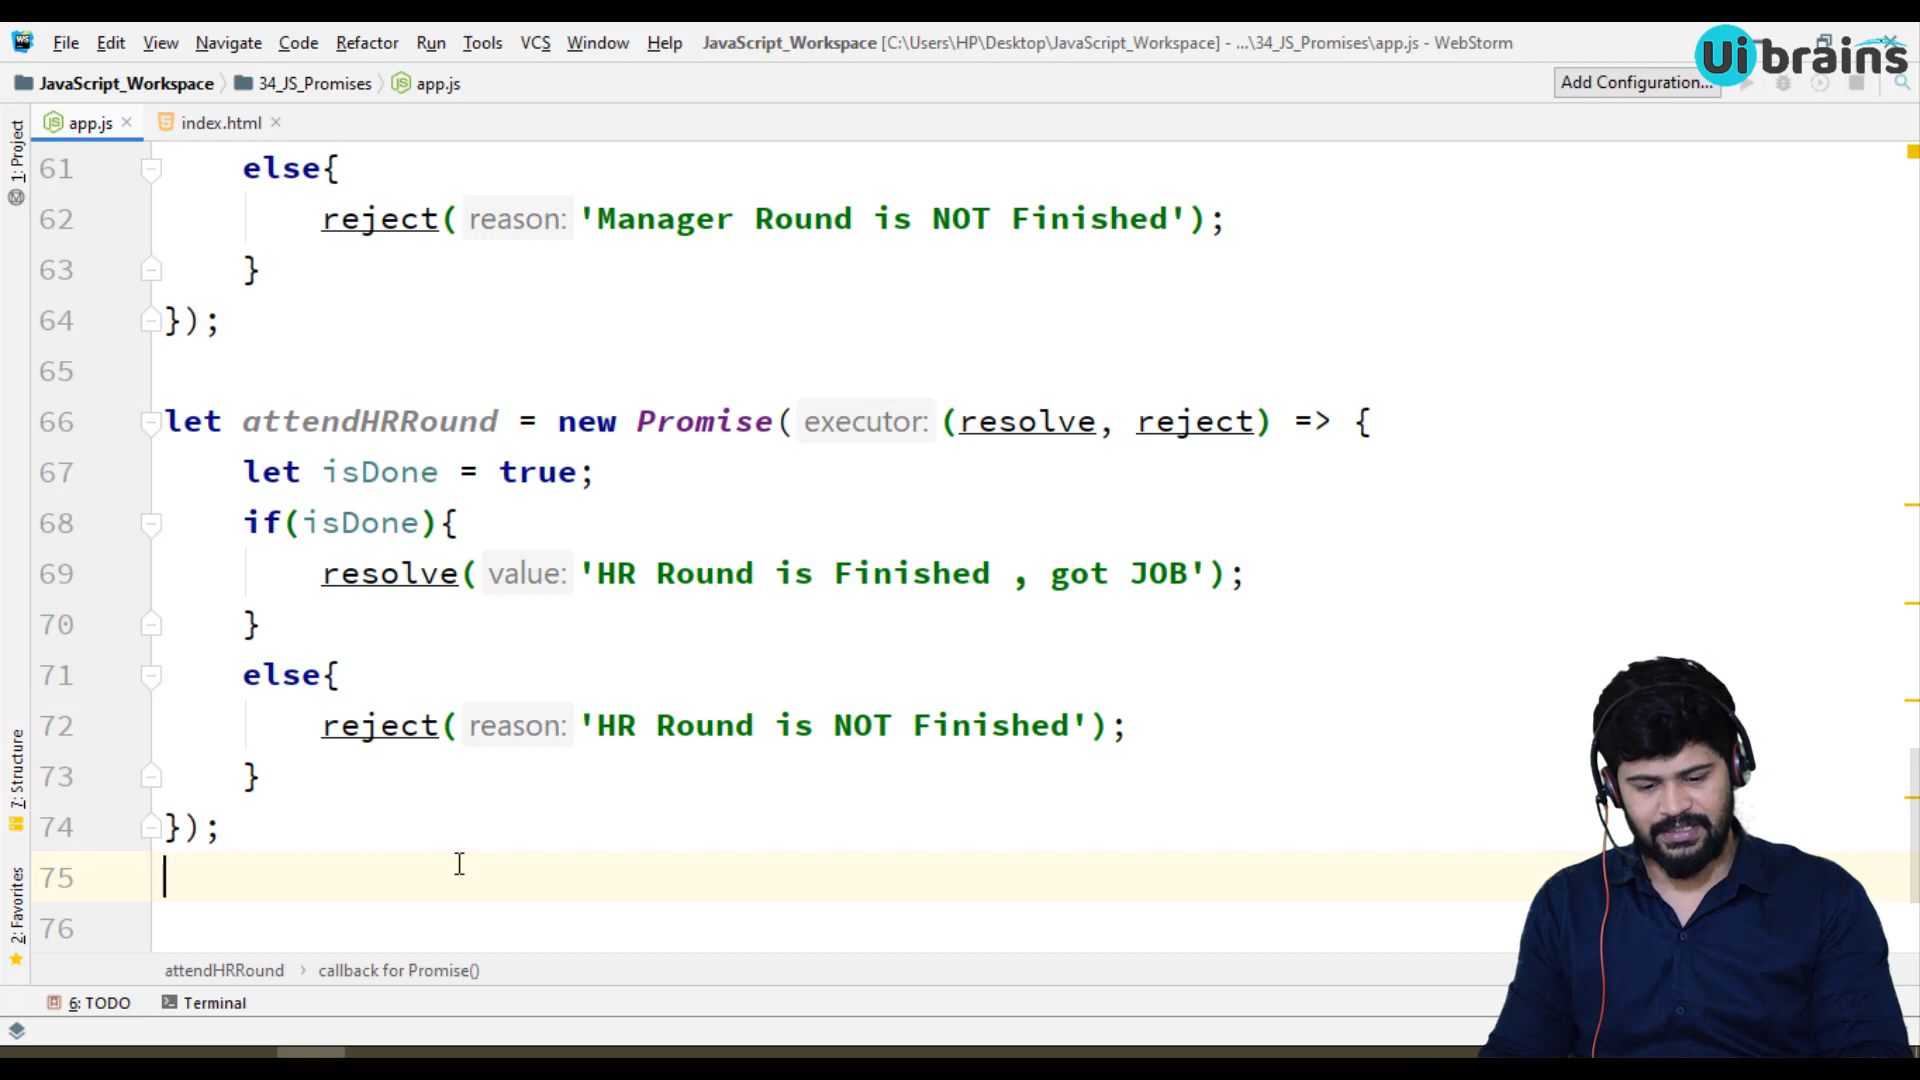 File Edit View Navigate Code Refactor Run Tools VCS Window Help JavaScript_Workspace [C:\Users\HP\Desktop\JavaScript_Workspace] - ...\34_JS_Promises\app.js - WebStorm
Ui brains
JavaScript_Workspace 34_JS_Promises app.js Add Configuration...
app.js index.html
1: Project
7: Structure
2: Favorites
61 else{
62 reject( reason: 'Manager Round is NOT Finished');
63 }
64 });
65
66 let attendHRRound = new Promise( executor: (resolve, reject) => {
67 let isDone = true;
68 if(isDone){
69 resolve( value: 'HR Round is Finished , got JOB');
70 }
71 else{
72 reject( reason: 'HR Round is NOT Finished');
73 }
74 });
75
76
attendHRRound › callback for Promise()
6: TODO Terminal